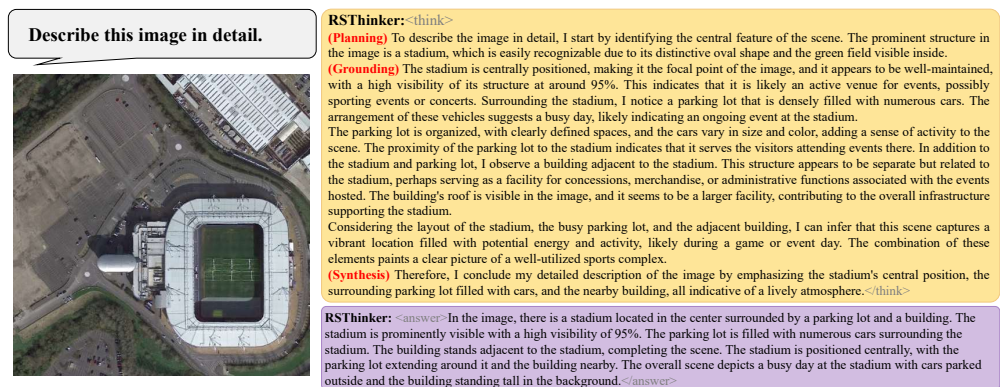 Describe this image in detail.
RSThinker:<think>
(Planning) To describe the image in detail, I start by identifying the central feature of the scene. The prominent structure in
the image is a stadium, which is easily recognizable due to its distinctive oval shape and the green field visible inside.
(Grounding) The stadium is centrally positioned, making it the focal point of the image, and it appears to be well-maintained,
with a high visibility of its structure at around 95%. This indicates that it is likely an active venue for events, possibly
sporting events or concerts. Surrounding the stadium, I notice a parking lot that is densely filled with numerous cars. The
arrangement of these vehicles suggests a busy day, likely indicating an ongoing event at the stadium.
The parking lot is organized, with clearly defined spaces, and the cars vary in size and color, adding a sense of activity to the
scene. The proximity of the parking lot to the stadium indicates that it serves the visitors attending events there. In addition to
the stadium and parking lot, I observe a building adjacent to the stadium. This structure appears to be separate but related to
the stadium, perhaps serving as a facility for concessions, merchandise, or administrative functions associated with the events
hosted. The building's roof is visible in the image, and it seems to be a larger facility, contributing to the overall infrastructure
supporting the stadium.
Considering the layout of the stadium, the busy parking lot, and the adjacent building, I can infer that this scene captures a
vibrant location filled with potential energy and activity, likely during a game or event day. The combination of these
elements paints a clear picture of a well-utilized sports complex.
(Synthesis) Therefore, I conclude my detailed description of the image by emphasizing the stadium's central position, the
surrounding parking lot filled with cars, and the nearby building, all indicative of a lively atmosphere.</think>
RSThinker: <answer>In the image, there is a stadium located in the center surrounded by a parking lot and a building. The
stadium is prominently visible with a high visibility of 95%. The parking lot is filled with numerous cars surrounding the
stadium. The building stands adjacent to the stadium, completing the scene. The stadium is positioned centrally, with the
parking lot extending around it and the building nearby. The overall scene depicts a busy day at the stadium with cars parked
outside and the building standing tall in the background.</answer>